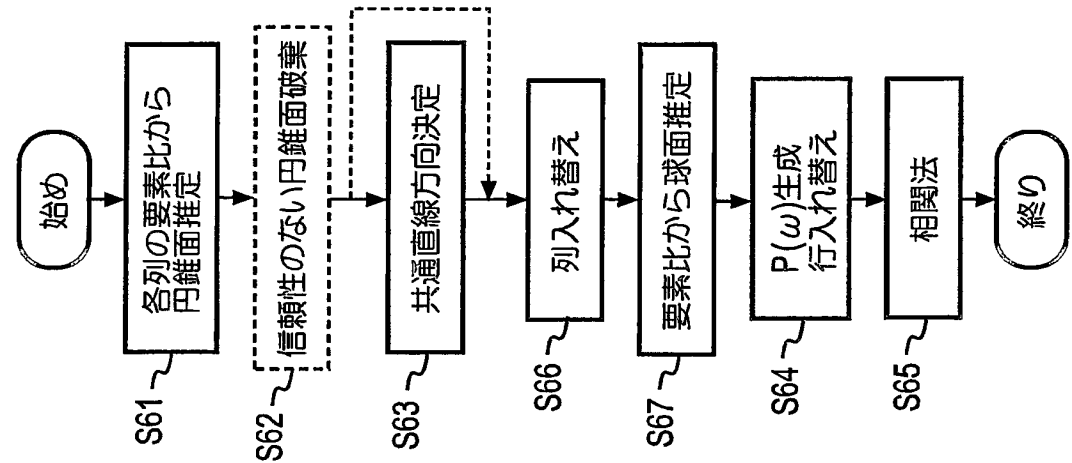 始め
S61
各列の要素比から
円錐面推定
S62
信頼性のない円錐面破棄
S63
共通直線方向決定
S66
列入れ替え
S67
要素比から球面推定
S64
P(ω)生成
行入れ替え
S65
相関法
終り